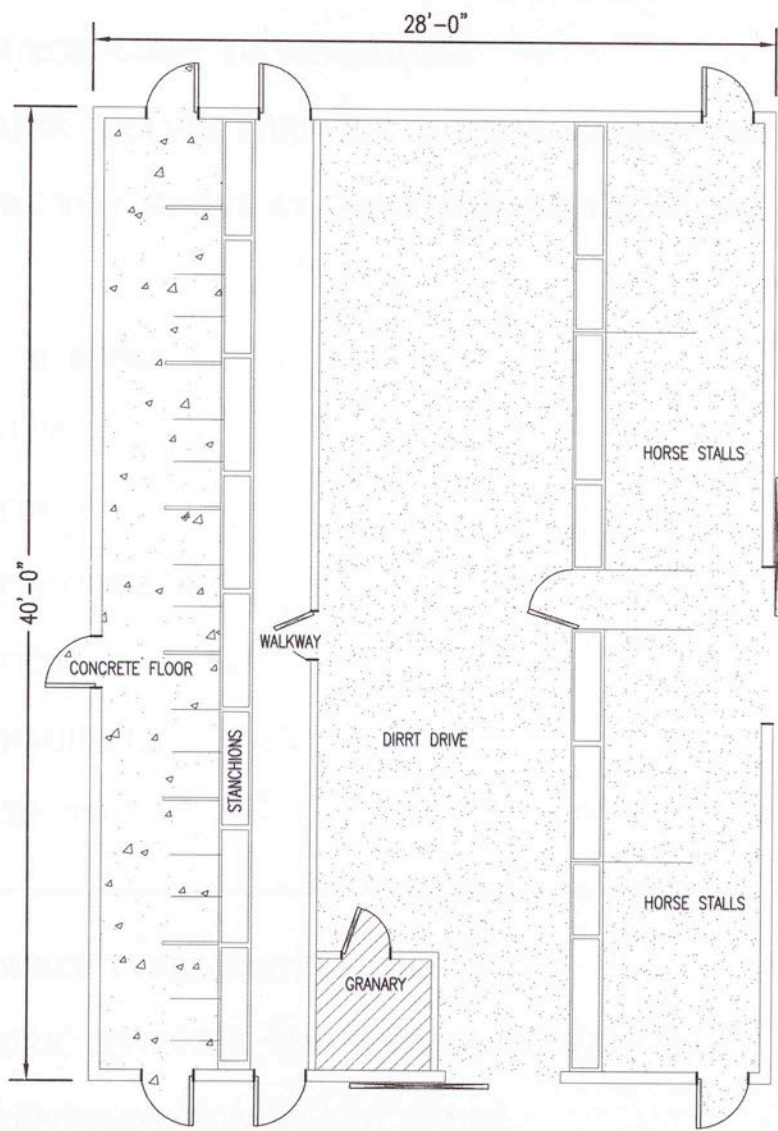 28'-0"
40'-0"
HORSE STALLS
WALKWAY
CONCRETE FLOOR
STANCHIONS
DIRRT DRIVE
HORSE STALLS
GRANARY